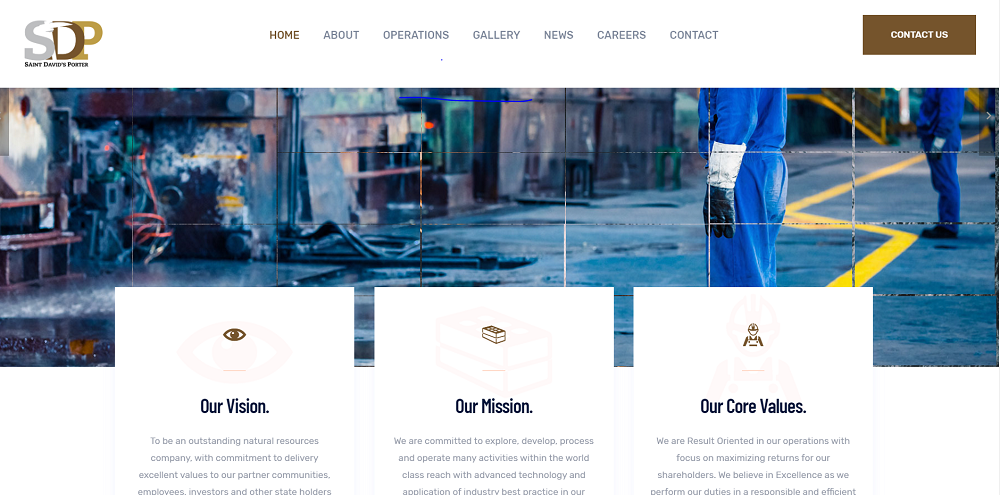 SDP
SAINT DAVID'S PORTER
HOME ABOUT OPERATIONS GALLERY NEWS CAREERS CONTACT
CONTACT US
Our Vision.
To be an outstanding natural resources
company, with commitment to delivery
excellent values to our partner communities,
employees, investors and other state holders
Our Mission.
We are committed to explore, develop, process
and operate many activities within the world
class reach with advanced technology and
application of industry best practice in our
Our Core Values.
We are Result Oriented in our operations with
focus on maximizing returns for our
shareholders. We believe in Excellence as we
perform our duties in a responsible and efficient